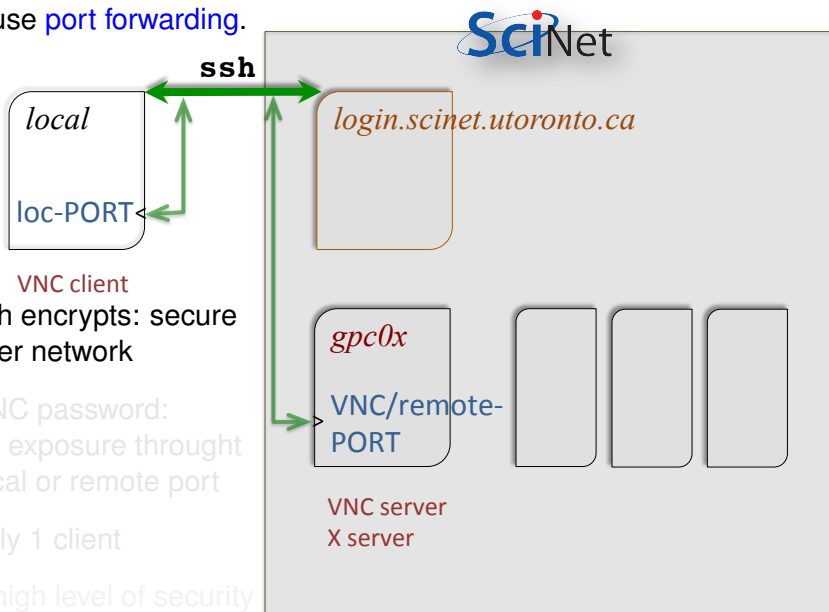 use port forwarding.
SciNet
ssh
local
login.scinet.utoronto.ca
loc-PORT
VNC client
h encrypts: secure
er network
gpc0x
VNC/remote-
PORT
NC password:
exposure throught
cal or remote port
VNC server
X server
ly 1 client
high level of security